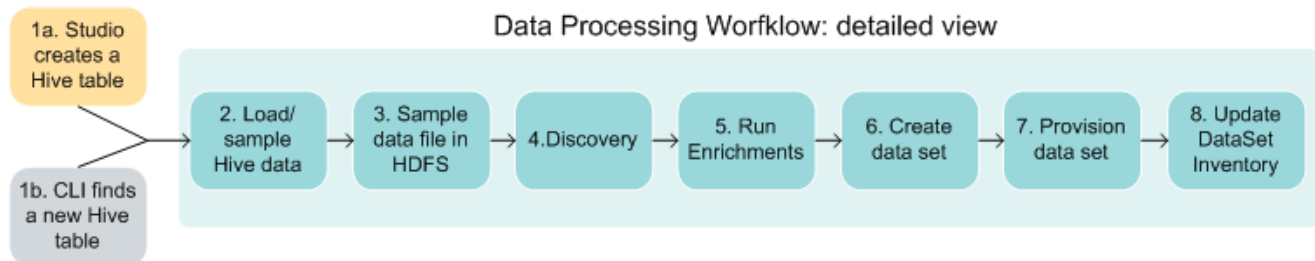 Data Processing Worfklow: detailed view
1a. Studio
creates a
Hive table
1b. CLI finds
a new Hive
table
2. Load/
sample
Hive data
3. Sample
data file in
HDFS
4.Discovery
5. Run
Enrichments
6. Create
data set
7. Provision
data set
8. Update
DataSet
Inventory